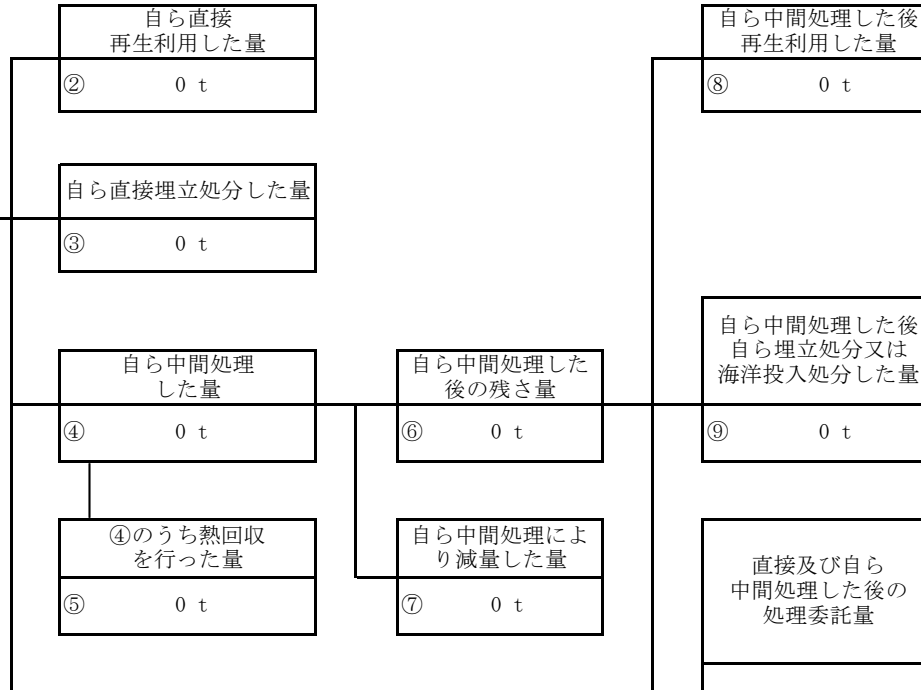 自ら直接
再生利用した量
② 0 t
自ら中間処理した後
再生利用した量
⑧ 0 t
自ら直接埋立処分した量
③ 0 t
自ら中間処理
した量
④ 0 t
自ら中間処理した
後の残さ量
⑥ 0 t
自ら中間処理した後
自ら埋立処分又は
海洋投入処分した量
⑨ 0 t
④のうち熱回収
を行った量
⑤ 0 t
自ら中間処理によ
り減量した量
⑦ 0 t
直接及び自ら
中間処理した後の
処理委託量